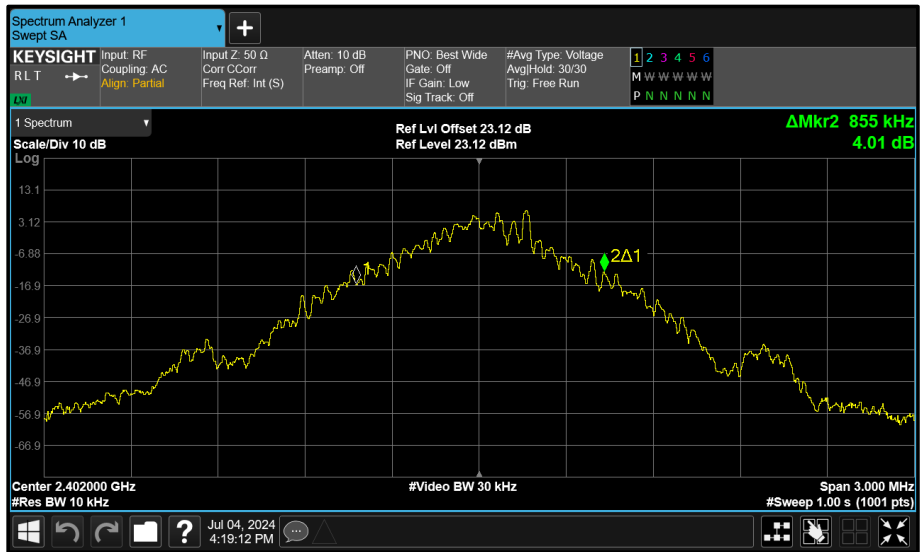 Spectrum Analyzer 1
Swept SA
+
KEYSIGHT
R L T
LXI
Input: RF
Coupling: AC
Align: Partial
Input Z: 50 Ω
Corr CCorr
Freq Ref: Int (S)
Atten: 10 dB
Preamp: Off
PNO: Best Wide
Gate: Off
IF Gain: Low
Sig Track: Off
#Avg Type: Voltage
Avg|Hold: 30/30
Trig: Free Run
1 2 3 4 5 6
M W W W W W
P N N N N N
1 Spectrum
Scale/Div 10 dB
Ref Lvl Offset 23.12 dB
Ref Level 23.12 dBm
ΔMkr2 855 kHz
4.01 dB
Log
13.1
3.12
-6.88
-16.9
-26.9
-36.9
-46.9
-56.9
-66.9
1
2Δ1
Center 2.402000 GHz
#Video BW 30 kHz
Span 3.000 MHz
#Res BW 10 kHz
#Sweep 1.00 s (1001 pts)
?
Jul 04, 2024
4:19:12 PM